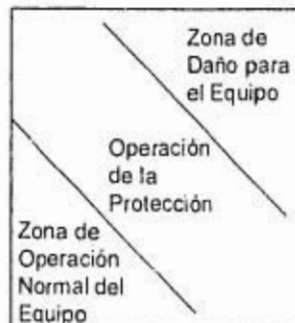 Zona de
Daño para
el Equipo
Operación
de la
Protección
Zona de
Operación
Normal del
Equipo